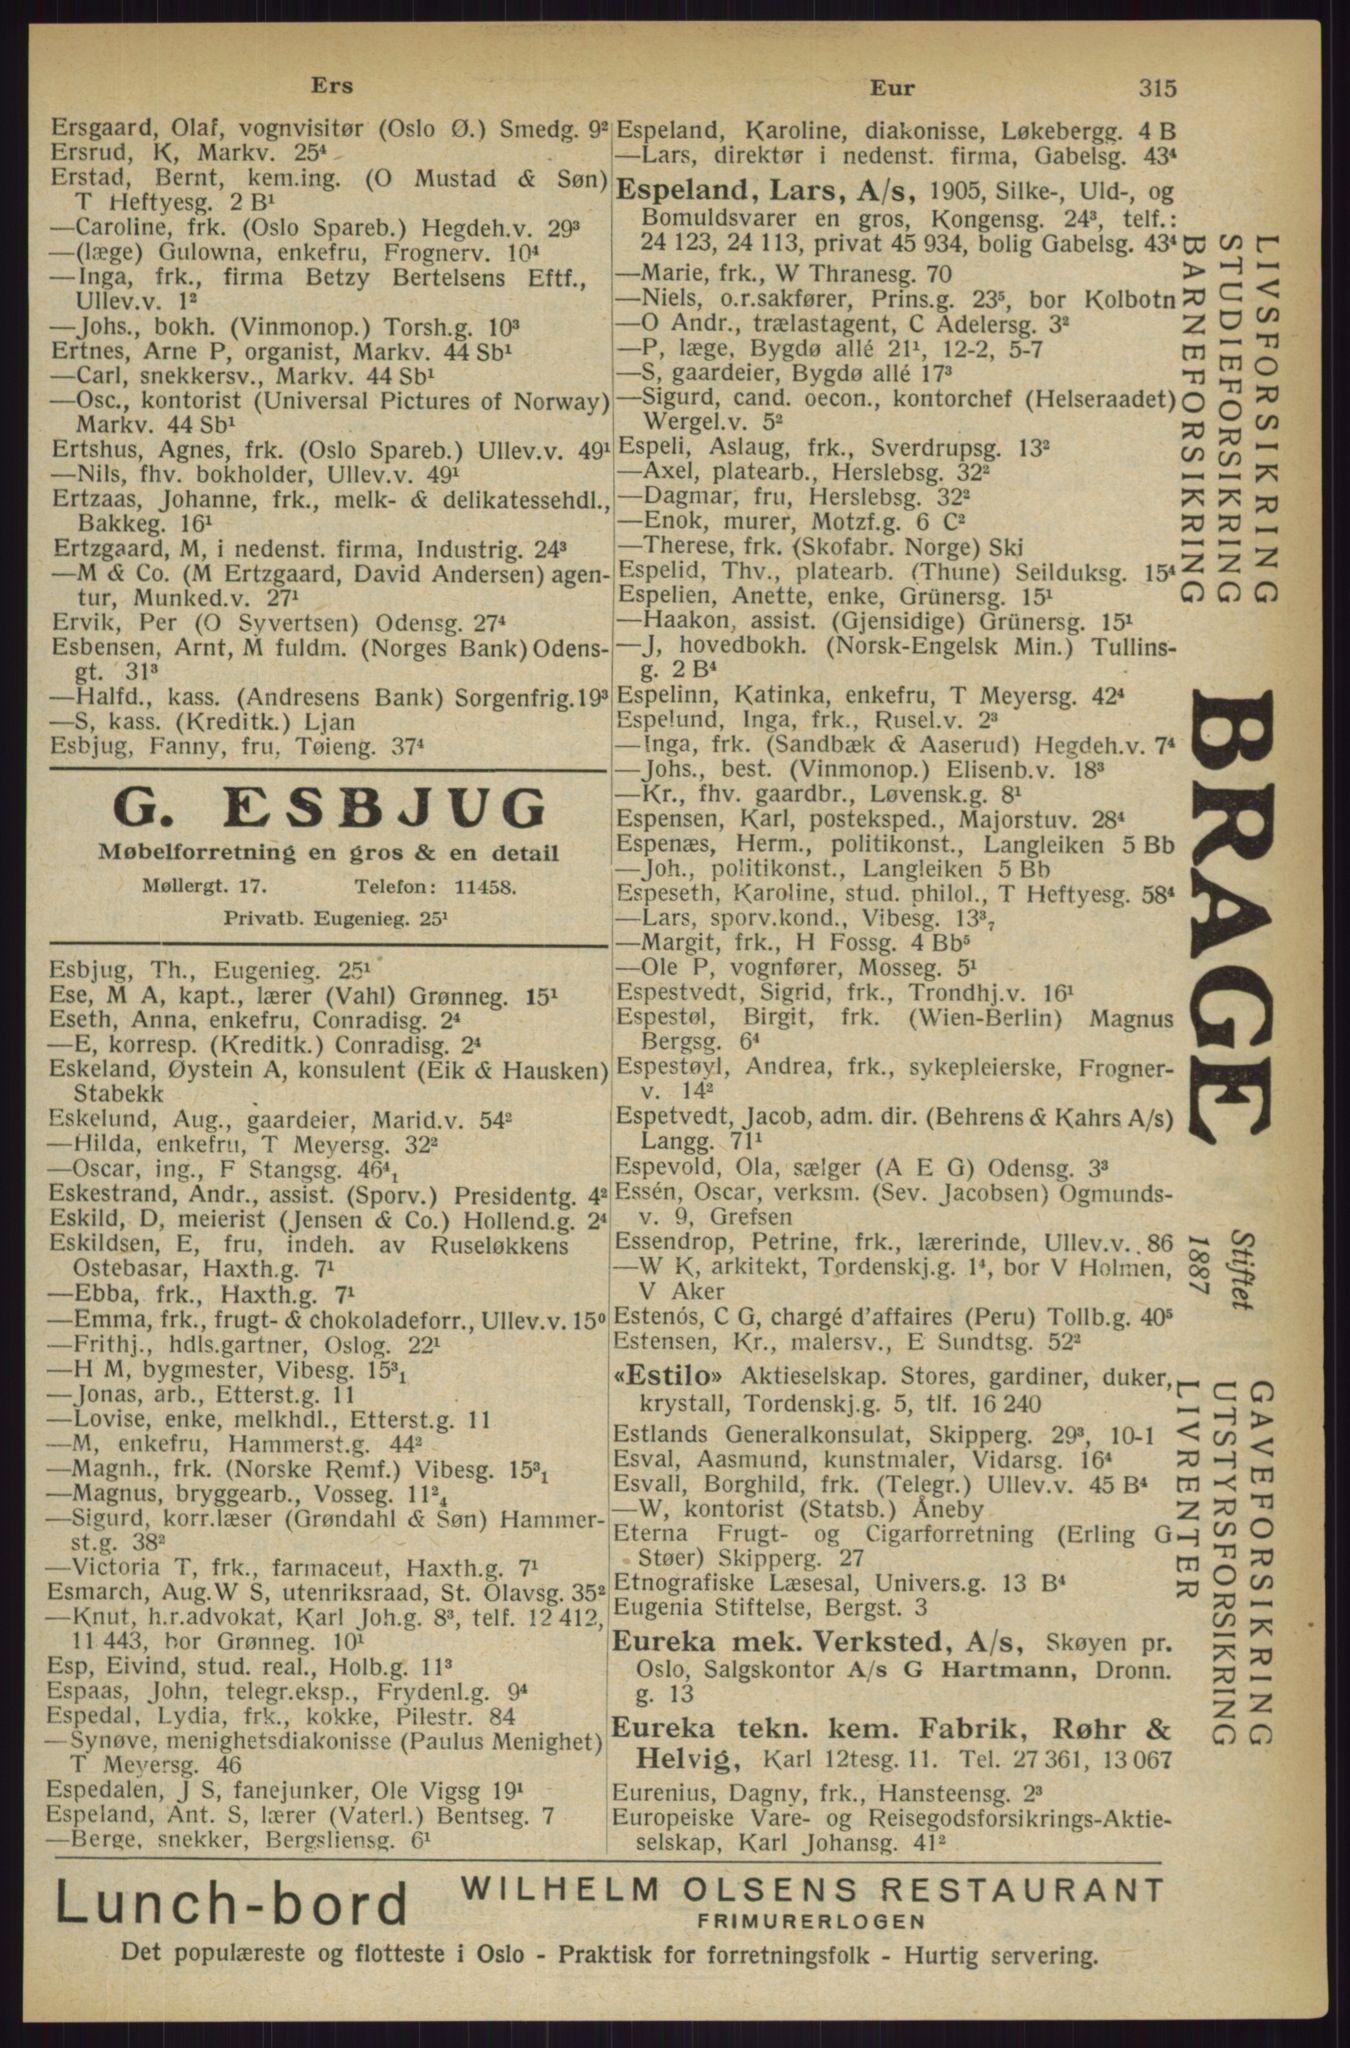 Ers
Eur 315
Ersgaard, Olaf, vognvisitør (Oslo Ø.) Smedg. 9²
Ersrud, K, Markv. 25⁴
Erstad, Bernt, kem.ing. (O Mustad & Søn)
T Heftyesg. 2 B¹
—Caroline, frk. (Oslo Spareb.) Hegdeh.v. 29³
—(læge) Gulowna, enkefru, Frognerv. 10⁴
—Inga, frk., firma Betzy Bertelsens Eftf.,
Ullev.v. 1²
—Johs., bokh. (Vinmonop.) Torsh.g. 10³
Ertnes, Arne P, organist, Markv. 44 Sb¹
—Carl, snekkersv., Markv. 44 Sb¹
—Osc., kontorist (Universal Pictures of Norway)
Markv. 44 Sb¹
Ertshus, Agnes, frk. (Oslo Spareb.) Ullev.v. 49¹
—Nils, fhv. bokholder, Ullev.v. 49¹
Ertzaas, Johanne, frk., melk- & delikatessehdl.,
Bakkeg. 16¹
Ertzgaard, M, i nedenst. firma, Industrig. 24³
—M & Co. (M Ertzgaard, David Andersen) agen-
tur, Munked.v. 27¹
Ervik, Per (O Syvertsen) Odensg. 27⁴
Esbensen, Arnt, M fuldm. (Norges Bank) Odens-
gt. 31³
—Halfd., kass. (Andresens Bank) Sorgenfrig. 19³
—S, kass. (Kreditk.) Ljan
Esbjug, Fanny, fru, Tøieng. 37⁴
G. ESBJUG
Møbelforretning en gros & en detail
Møllergt. 17. Telefon: 11458.
Privatb. Eugenieg. 25¹
Esbjug, Th., Eugenieg. 25¹
Ese, M A, kapt., lærer (Vahl) Grønneg. 15¹
Eseth, Anna, enkefru, Conradisg. 2⁴
—E, korresp. (Kreditk.) Conradisg. 2⁴
Eskeland, Øystein A, konsulent (Eik & Hausken)
Stabekk
Eskelund, Aug., gaardeier, Marid.v. 54²
—Hilda, enkefru, T Meyersg. 32²
—Oscar, ing., F Stangsg. 46⁴₁
Eskestrand, Andr., assist. (Sporv.) Presidentg. 4²
Eskild, D, meierist (Jensen & Co.) Hollend.g. 2⁴
Eskildsen, E, fru, indeh. av Ruseløkkens
Ostebasar, Haxth.g. 7¹
—Ebba, frk., Haxth.g. 7¹
—Emma, frk., frugt- & chokoladeforr., Ullev.v. 15⁰
—Frithj., hdls.gartner, Oslog. 22¹
—H M, bygmester, Vibesg. 15³₁
—Jonas, arb., Etterst.g. 11
—Lovise, enke, melkhdl., Etterst.g. 11
—M, enkefru, Hammerst.g. 44²
—Magnh., frk. (Norske Remf.) Vibesg. 15³₁
—Magnus, bryggearb., Vosseg. 11²₄
—Sigurd, korr.læser (Grøndahl & Søn) Hammer-
st.g. 38²
—Victoria T, frk., farmaceut, Haxth.g. 7¹
Esmarch, Aug. W S, utenriksraad, St. Olavsg. 35²
—Knut, h.r.advokat, Karl Joh.g. 8³, telf. 12 412,
11 443, bor Grønneg. 10¹
Esp, Eivind, stud. real., Holb.g. 11³
Espaas, John, telegr.eksp., Frydenl.g. 9⁴
Espedal, Lydia, frk., kokke, Pilestr. 84
—Synøve, menighetsdiakonisse (Paulus Menighet)
T Meyersg. 46
Espedalen, J S, fanejunker, Ole Vigsg 19¹
Espeland, Ant. S, lærer (Vaterl.) Bentseg. 7
—Berge, snekker, Bergsliensg. 6¹
Espeland, Karoline, diakonisse, Løkebergg. 4 B
—Lars, direktør i nedenst. firma, Gabelsg. 43⁴
Espeland, Lars, A/s, 1905, Silke-, Uld-, og
Bomuldsvarer en gros, Kongensg. 24³, telf.:
24 123, 24 113, privat 45 934, bolig Gabelsg. 43⁴
—Marie, frk., W Thranesg. 70
—Niels, o.r.sakfører, Prins.g. 23⁵, bor Kolbotn
—O Andr., trælastagent, C Adelersg. 3²
—P, læge, Bygdø allé 21¹, 12-2, 5-7
—S, gaardeier, Bygdø allé 17³
—Sigurd, cand. oecon., kontorchef (Helseraadet)
Wergel.v. 5²
Espeli, Aslaug, frk., Sverdrupsg. 13²
—Axel, platearb., Herslebsg. 32²
—Dagmar, fru, Herslebsg. 32²
—Enok, murer, Motzf.g. 6 C²
—Therese, frk. (Skofabr. Norge) Ski
Espelid, Thv., platearb. (Thune) Seilduksg. 15⁴
Espelien, Anette, enke, Grünersg. 15¹
—Haakon, assist. (Gjensidige) Grünersg. 15¹
—J, hovedbokh. (Norsk-Engelsk Min.) Tullins-
g. 2 B⁴
Espelinn, Katinka, enkefru, T Meyersg. 42⁴
Espelund, Inga, frk., Rusel.v. 2³
—Inga, frk. (Sandbæk & Aaserud) Hegdeh.v. 7⁴
—Johs., best. (Vinmonop.) Elisenb.v. 18³
—Kr., fhv. gaardbr., Løvensk.g. 8¹
Espensen, Karl, posteksped., Majorstuv. 28⁴
Espenæs, Herm., politikonst., Langleiken 5 Bb
—Joh., politikonst., Langleiken 5 Bb
Espeseth, Karoline, stud. philol., T Heftyesg. 58⁴
—Lars, sporv.kond., Vibesg. 13³₇
—Margit, frk., H Fossg. 4 Bb⁵
—Ole P, vognfører, Mosseg. 5¹
Espestvedt, Sigrid, frk., Trondhj.v. 16¹
Espestøl, Birgit, frk. (Wien-Berlin) Magnus
Bergsg. 6⁴
Espestøyl, Andrea, frk., sykepleierske, Frogner-
v. 14²
Espetvedt, Jacob, adm. dir. (Behrens & Kahrs A/s)
Langg. 71¹
Espevold, Ola, sælger (A E G) Odensg. 3³
Essén, Oscar, verksm. (Sev. Jacobsen) Ogmunds-
v. 9, Grefsen
Essendrop, Petrine, frk., lærerinde, Ullev.v. 86
—W K, arkitekt, Tordenskj.g. 1⁴, bor V Holmen,
V Aker
Estenós, C G, chargé d'affaires (Peru) Tollb.g. 40⁵
Estensen, Kr., malersv., E Sundtsg. 52²
«Estilo» Aktieselskap. Stores, gardiner, duker,
krystall, Tordenskj.g. 5, tlf. 16 240
Estlands Generalkonsulat, Skipperg. 29³, 10-1
Esval, Aasmund, kunstmaler, Vidarsg. 16⁴
Esvall, Borghild, frk. (Telegr.) Ullev.v. 45 B⁴
—W, kontorist (Statsb.) Åneby
Eterna Frugt- og Cigarforretning (Erling G
Støer) Skipperg. 27
Etnografiske Læsesal, Univers.g. 13 B⁴
Eugenia Stiftelse, Bergst. 3
Eureka mek. Verksted, A/s, Skøyen pr.
Oslo, Salgskontor A/s G Hartmann, Dronn.
g. 13
Eureka tekn. kem. Fabrik, Røhr &
Helvig, Karl 12tesg. 11. Tel. 27 361, 13 067
Eurenius, Dagny, frk., Hansteensg. 2³
Europeiske Vare- og Reisegodsforsikrings-Aktie-
selskap, Karl Johansg. 41²
LIVSFORSIKRING
STUDIEFORSIKRING
BARNEFORSIKRING
BRAGE
Stiftet
1887
GAVEFORSIKRING
UTSTYRSFORSIKRING
LIVRENTER
Lunch-bord
WILHELM OLSENS RESTAURANT
FRIMURERLOGEN
Det populæreste og flotteste i Oslo - Praktisk for forretningsfolk - Hurtig servering.